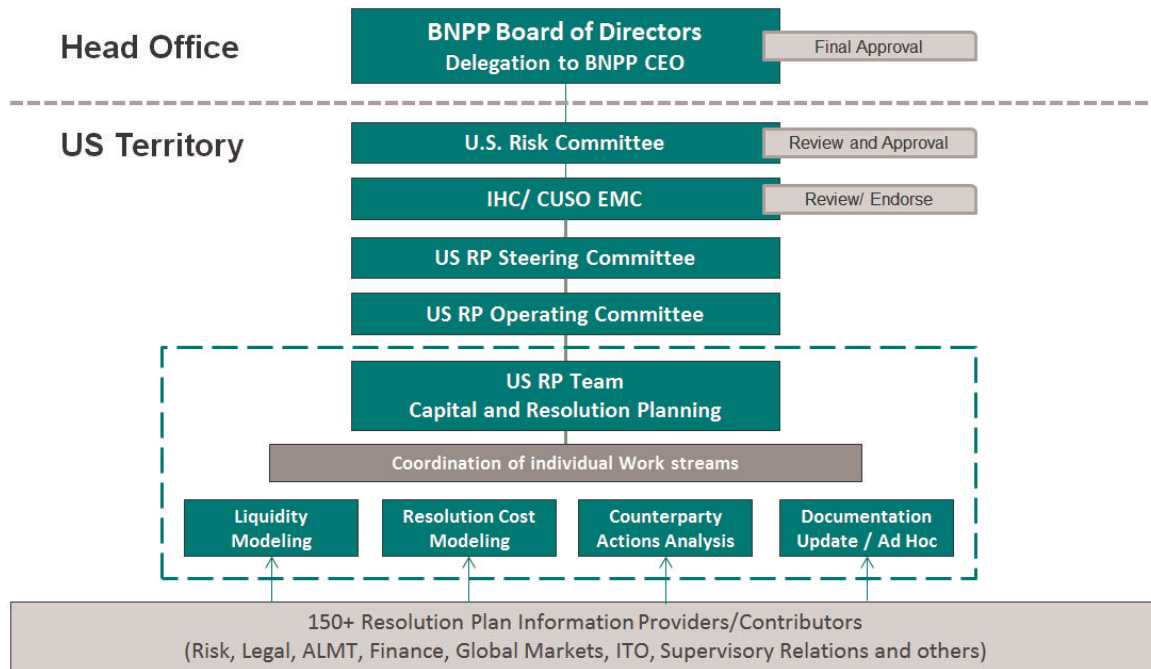 Head Office
BNPP Board of Directors
Delegation to BNPP CEO
Final Approval
US Territory
U.S. Risk Committee
Review and Approval
IHC/ CUSO EMC
Review/ Endorse
US RP Steering Committee
US RP Operating Committee
US RP Team
Capital and Resolution Planning
Coordination of individual Work streams
Liquidity
Modeling
Resolution Cost
Modeling
Counterparty
Actions Analysis
Documentation
Update / Ad Hoc
150+ Resolution Plan Information Providers/Contributors
(Risk, Legal, ALMT, Finance, Global Markets, ITO, Supervisory Relations and others)